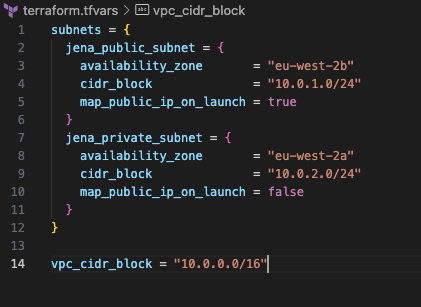 terraform.tfvars > vpc_cidr_block
1 subnets = {
2 jena_public_subnet = {
3 availability_zone = "eu-west-2b"
4 cidr_block = "10.0.1.0/24"
5 map_public_ip_on_launch = true
6 }
7 jena_private_subnet = {
8 availability_zone = "eu-west-2a"
9 cidr_block = "10.0.2.0/24"
10 map_public_ip_on_launch = false
11 }
12 }
13
14 vpc_cidr_block = "10.0.0.0/16"